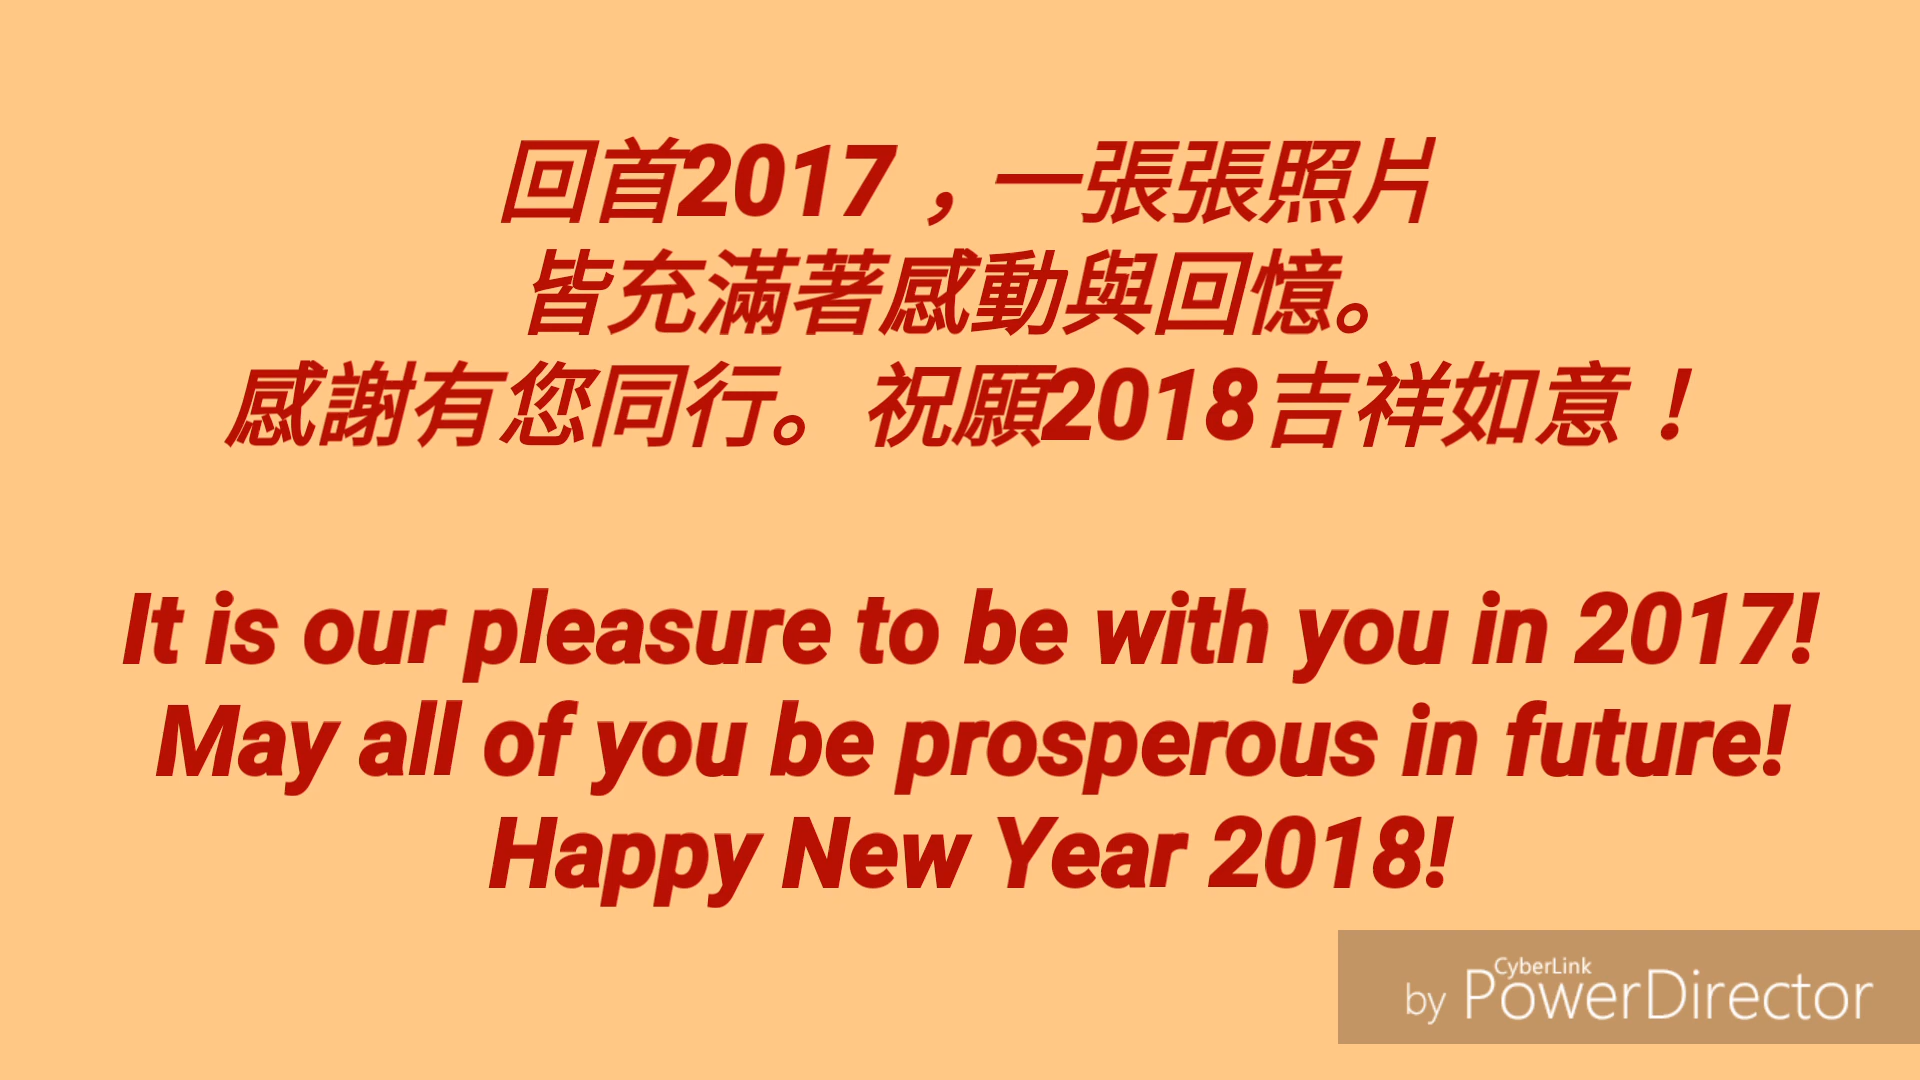 回首2017，一張張照片
皆充滿著感動與回憶。
感謝有您同行。祝願2018吉祥如意！
It is our pleasure to be with you in 2017!
May all of you be prosperous in future!
Happy New Year 2018!
by CyberLink PowerDirector